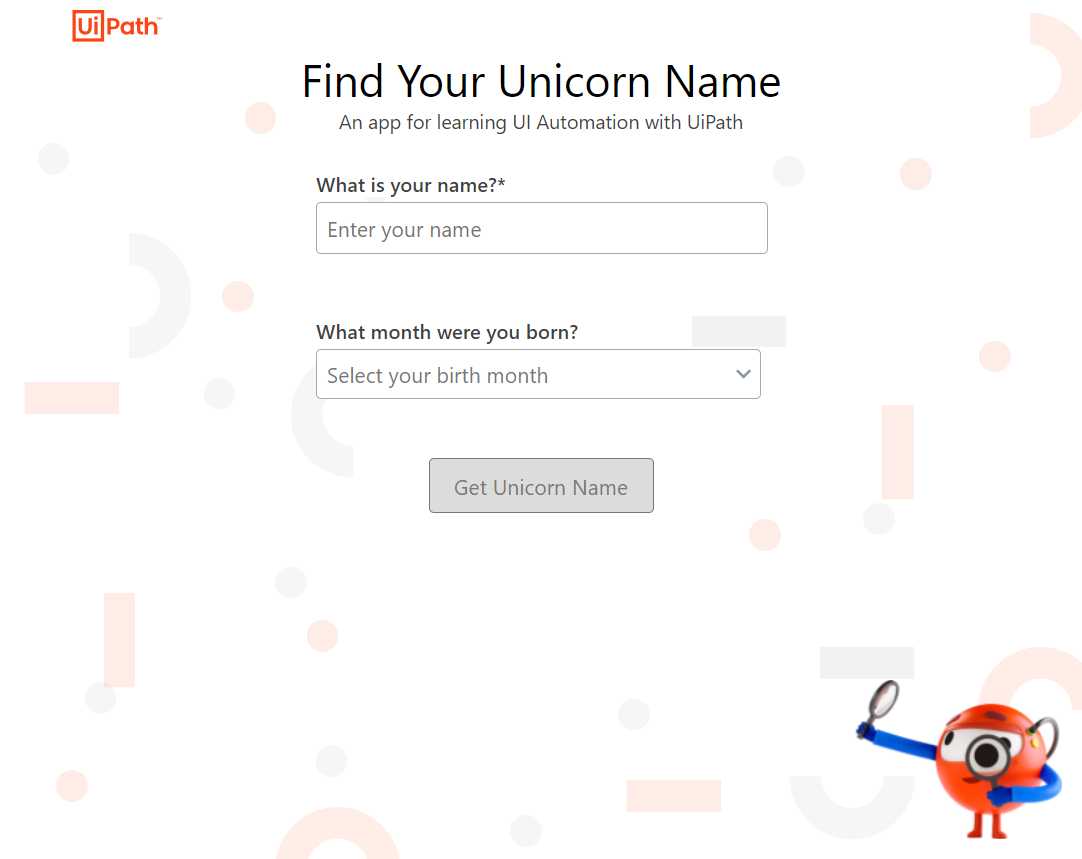 UiPath™
Find Your Unicorn Name
An app for learning UI Automation with UiPath
What is your name?*
Enter your name
What month were you born?
Select your birth month
Get Unicorn Name